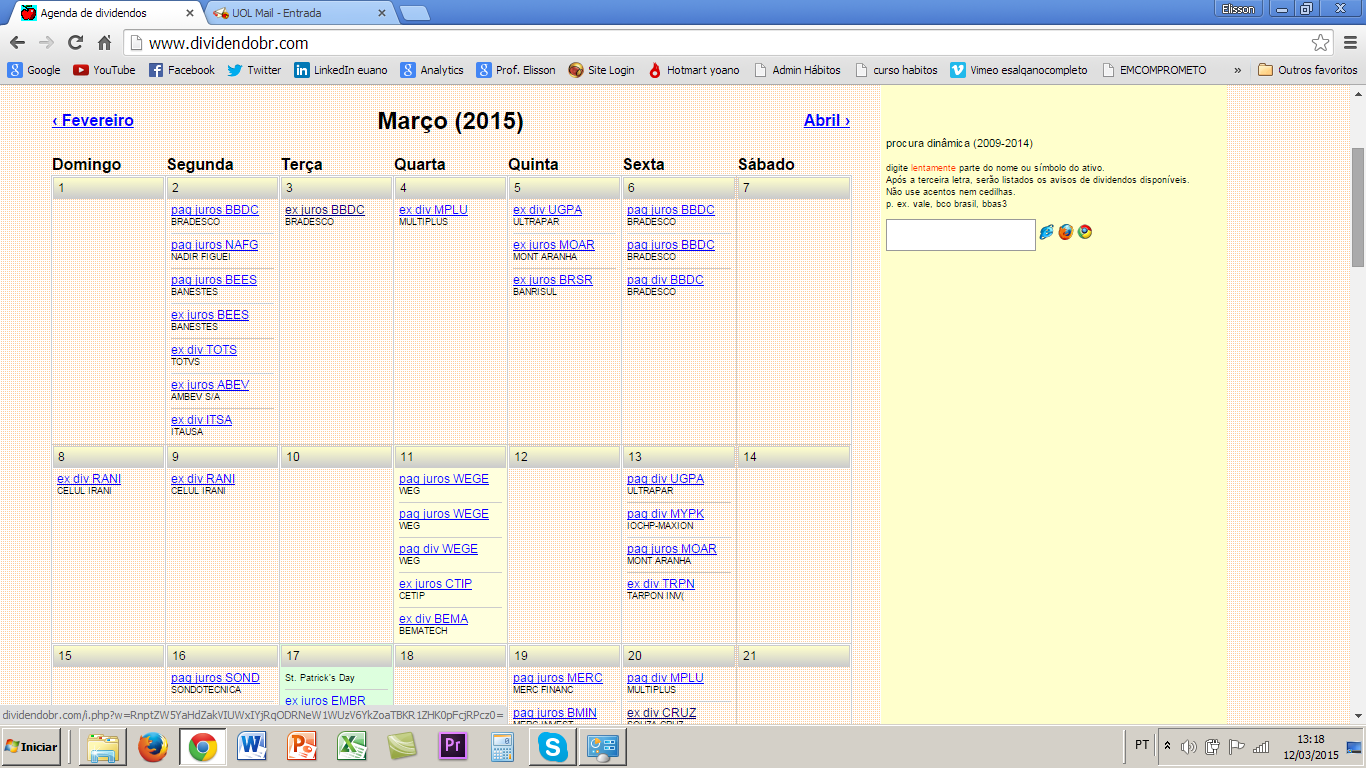 Agenda de dividendos
UOL Mail - Entrada
Elisson
www.dividendobr.com
Google
YouTube
Facebook
Twitter
LinkedIn euano
Analytics
Prof. Elisson
Site Login
Hotmart yoano
Admin Hábitos
curso habitos
Vimeo esalqanocompleto
EMCOMPROMETO
»
Outros favoritos
‹ Fevereiro
Março (2015)
Abril ›
Domingo Segunda Terça Quarta Quinta Sexta Sábado
1
2
pag juros BBDC
BRADESCO
pag juros NAFG
NADIR FIGUEI
pag juros BEES
BANESTES
ex juros BEES
BANESTES
ex div TOTS
TOTVS
ex juros ABEV
AMBEV S/A
ex div ITSA
ITAUSA
3
ex juros BBDC
BRADESCO
4
ex div MPLU
MULTIPLUS
5
ex div UGPA
ULTRAPAR
ex juros MOAR
MONT ARANHA
ex juros BRSR
BANRISUL
6
pag juros BBDC
BRADESCO
pag juros BBDC
BRADESCO
pag div BBDC
BRADESCO
7
8
ex div RANI
CELUL IRANI
9
ex div RANI
CELUL IRANI
10
11
pag juros WEGE
WEG
pag juros WEGE
WEG
pag div WEGE
WEG
ex juros CTIP
CETIP
ex div BEMA
BEMATECH
12
13
pag div UGPA
ULTRAPAR
pag div MYPK
IOCHP-MAXION
pag juros MOAR
MONT ARANHA
ex div TRPN
TARPON INV(
14
15
16
pag juros SOND
SONDOTECNICA
17
St. Patrick's Day
ex juros EMBR
18
19
pag juros MERC
MERC FINANC
pag juros BMIN
MERC INVEST
20
pag div MPLU
MULTIPLUS
ex div CRUZ
SOUZA CRUZ
21
procura dinâmica (2009-2014)
digite lentamente parte do nome ou símbolo do ativo.
Após a terceira letra, serão listados os avisos de dividendos disponíveis.
Não use acentos nem cedilhas.
p. ex. vale, bco brasil, bbas3
dividendobr.com/i.php?w=RnptZW5YaHdZakVIUWxIYjRqODRNeW1WUzV6YkZoaTBKR1ZHK0pFcjRPcz0=
Iniciar
PT
13:18
12/03/2015